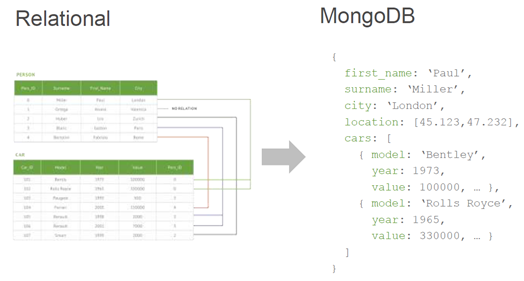 Relational
MongoDB
PERSON
Pers_ID Surname First_Name City
0 Miller Paul London
1 Ortega Alvaro Valencia
NO RELATION
2 Huber Urs Zurich
3 Blanc Gaston Paris
4 Bertolini Fabrizio Rome
CAR
Car_ID Model Year Value Pers_ID
101 Bentley 1973 100000 0
102 Rolls Royce 1965 330000 0
103 Peugeot 1993 500 3
104 Ferrari 2005 150000 4
105 Renault 1998 2000 3
106 Renault 2001 7000 3
107 Smart 1999 2000 2
{
first_name: ‘Paul’,
surname: ‘Miller’,
city: ‘London’,
location: [45.123,47.232],
cars: [
{ model: ‘Bentley’,
year: 1973,
value: 100000, … },
{ model: ‘Rolls Royce’,
year: 1965,
value: 330000, … }
]
}